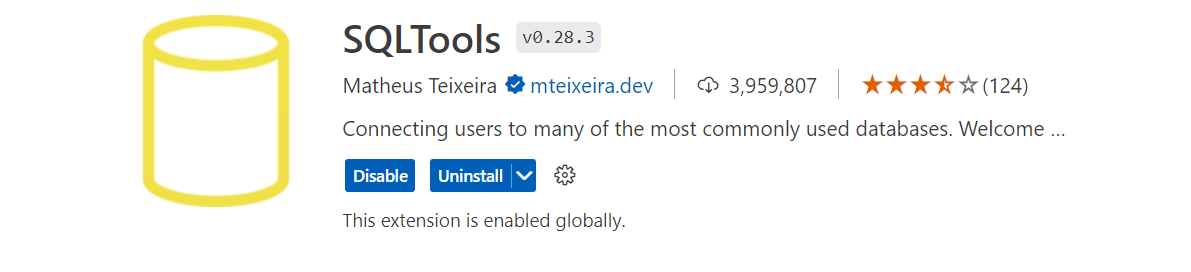 SQLTools v0.28.3
Matheus Teixeira mteixeira.dev 3,959,807 (124)
Connecting users to many of the most commonly used databases. Welcome ...
Disable Uninstall
This extension is enabled globally.